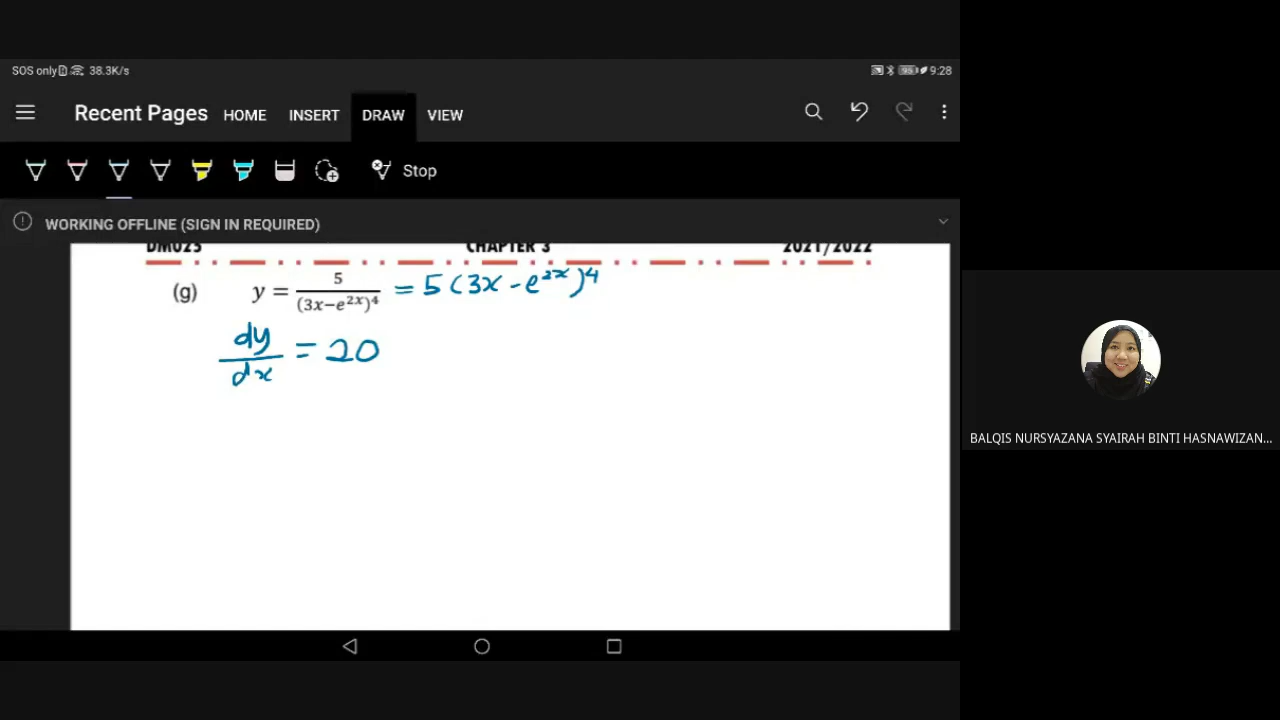 SOS only 38.3K/s 95 9:28
Recent Pages HOME INSERT DRAW VIEW
Stop
WORKING OFFLINE (SIGN IN REQUIRED)
DM025 CHAPTER 3 2021/2022
(g) y = 5/(3x−e^{2x})^4 = 5(3x - e^{2x})^4
dy/dx = 20
BALQIS NURSYAZANA SYAIRAH BINTI HASNAWIZAN...